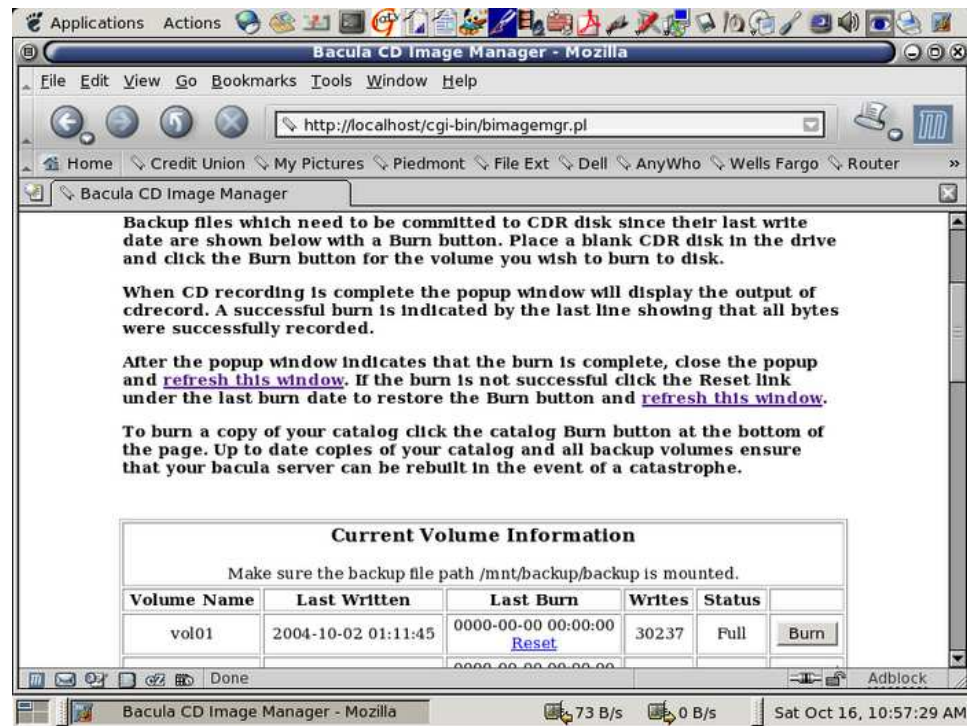 Applications Actions
Bacula CD Image Manager - Mozilla
File Edit View Go Bookmarks Tools Window Help
http://localhost/cgi-bin/bimagemgr.pl
Home Credit Union My Pictures Piedmont File Ext Dell AnyWho Wells Fargo Router »
Bacula CD Image Manager
Backup files which need to be committed to CDR disk since their last write
date are shown below with a Burn button. Place a blank CDR disk in the drive
and click the Burn button for the volume you wish to burn to disk.
When CD recording is complete the popup window will display the output of
cdrecord. A successful burn is indicated by the last line showing that all bytes
were successfully recorded.
After the popup window indicates that the burn is complete, close the popup
and refresh this window. If the burn is not successful click the Reset link
under the last burn date to restore the Burn button and refresh this window.
To burn a copy of your catalog click the catalog Burn button at the bottom of
the page. Up to date copies of your catalog and all backup volumes ensure
that your bacula server can be rebuilt in the event of a catastrophe.
Current Volume Information
Make sure the backup file path /mnt/backup/backup is mounted.
Volume Name Last Written Last Burn Writes Status
vol01 2004-10-02 01:11:45 0000-00-00 00:00:00 30237 Full Burn
Reset
0000-00-00 00:00:00
Done Adblock
Bacula CD Image Manager - Mozilla 73 B/s 0 B/s Sat Oct 16, 10:57:29 AM